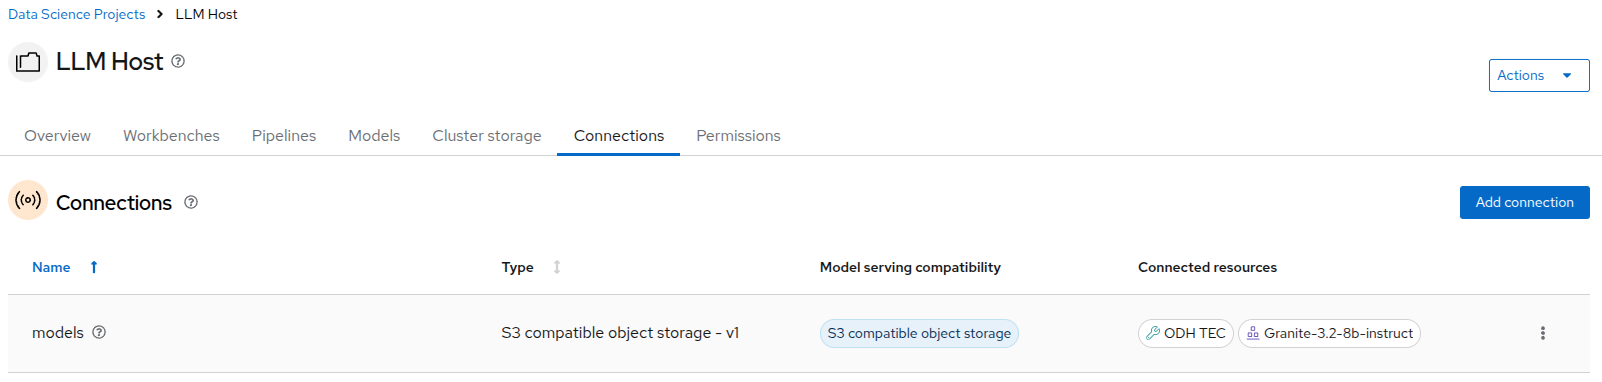 Data Science Projects > LLM Host
LLM Host
Actions
Overview Workbenches Pipelines Models Cluster storage Connections Permissions
Connections
Add connection
Name Type Model serving compatibility Connected resources
models S3 compatible object storage - v1 S3 compatible object storage ODH TEC Granite-3.2-8b-instruct